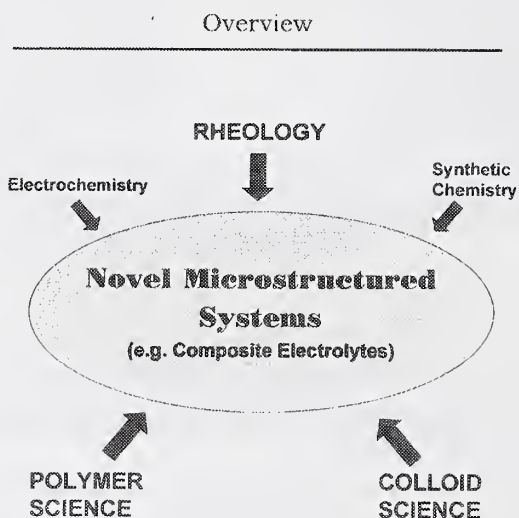 Overview
RHEOLOGY
Electrochemistry
Synthetic
Chemistry
Novel Microstructured
Systems
(e.g. Composite Electrolytes)
POLYMER
SCIENCE
COLLOID
SCIENCE